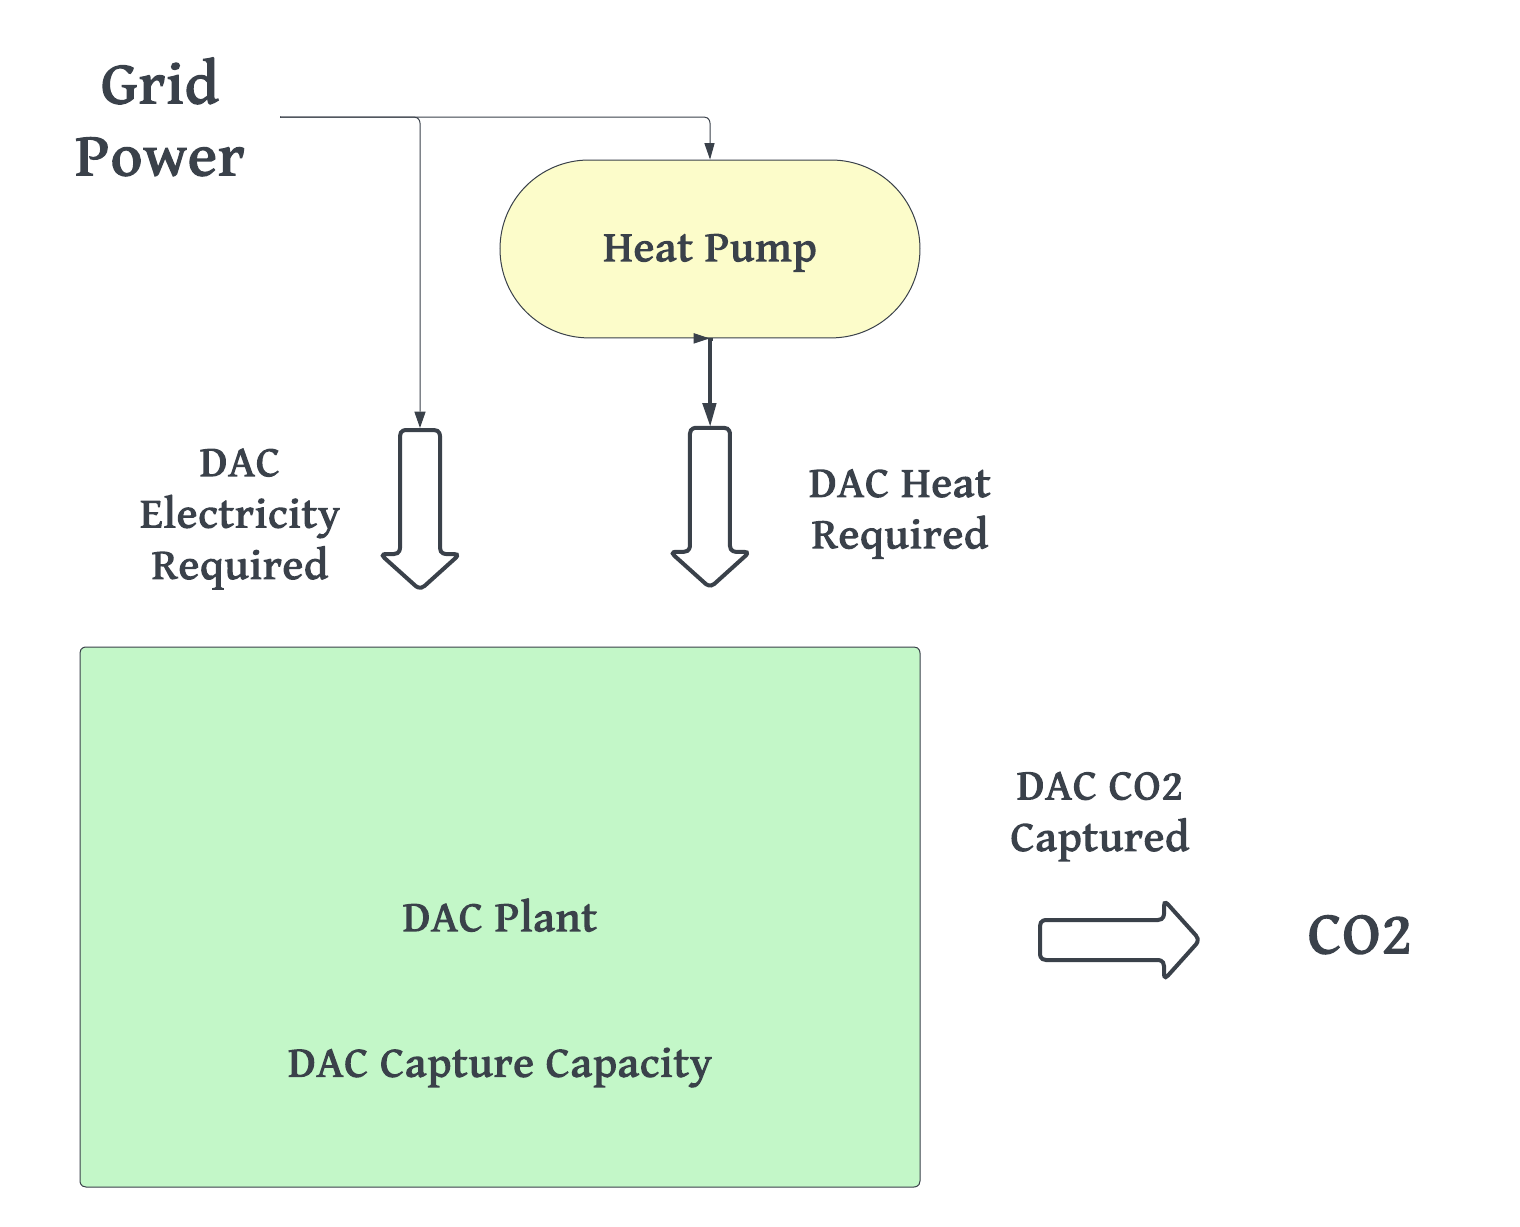 Grid
Power
Heat Pump
DAC
Electricity
Required
DAC Heat
Required
DAC CO2
Captured
DAC Plant
CO2
DAC Capture Capacity